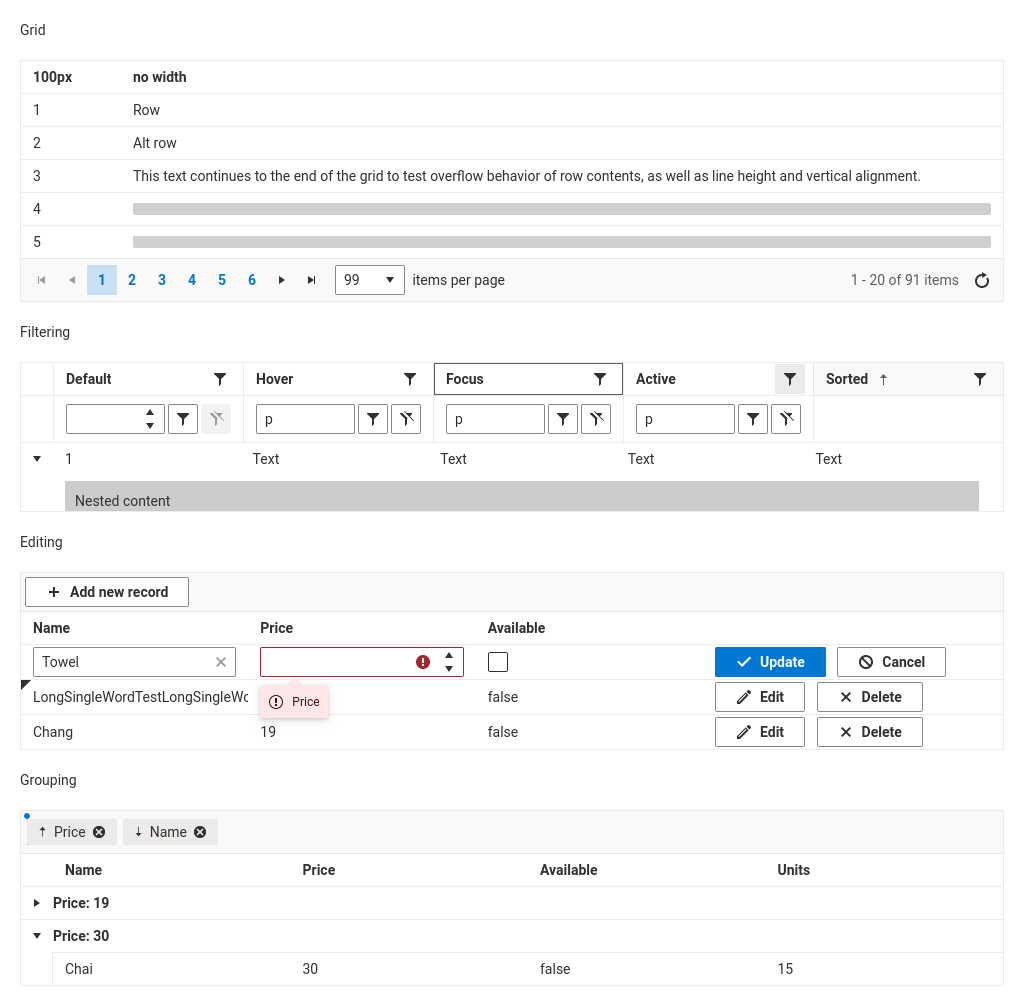 Grid
100px no width
1 Row
2 Alt row
3 This text continues to the end of the grid to test overflow behavior of row contents, as well as line height and vertical alignment.
4
5
1 2 3 4 5 6 99 items per page 1 - 20 of 91 items
Filtering
Default Hover Focus Active Sorted
p p p
1 Text Text Text Text
Nested content
Editing
Add new record
Name Price Available
Towel Update Cancel
LongSingleWordTestLongSingleWo false Edit Delete
Price
Chang 19 false Edit Delete
Grouping
Price Name
Name Price Available Units
Price: 19
Price: 30
Chai 30 false 15